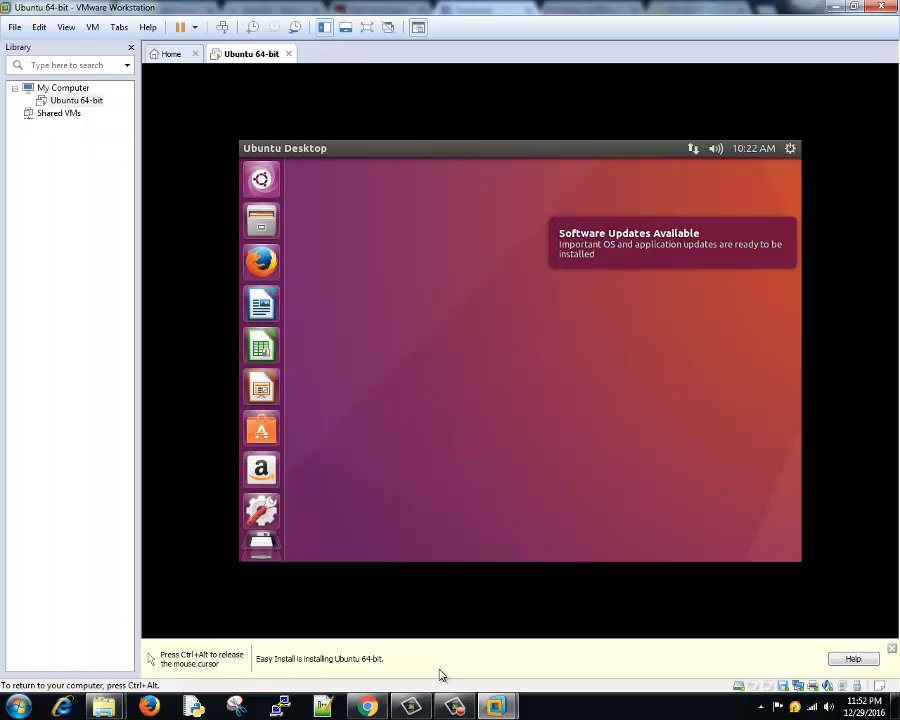 Ubuntu 64-bit - VMware Workstation
File Edit View VM Tabs Help
Library
Type here to search
My Computer
Ubuntu 64-bit
Shared VMs
Home
Ubuntu 64-bit
Ubuntu Desktop
10:22 AM
Software Updates Available
Important OS and application updates are ready to be
installed
a
Press Ctrl+Alt to release
the mouse cursor
Easy Install is installing Ubuntu 64-bit.
Help
To return to your computer, press Ctrl+Alt.
11:52 PM
12/29/2016